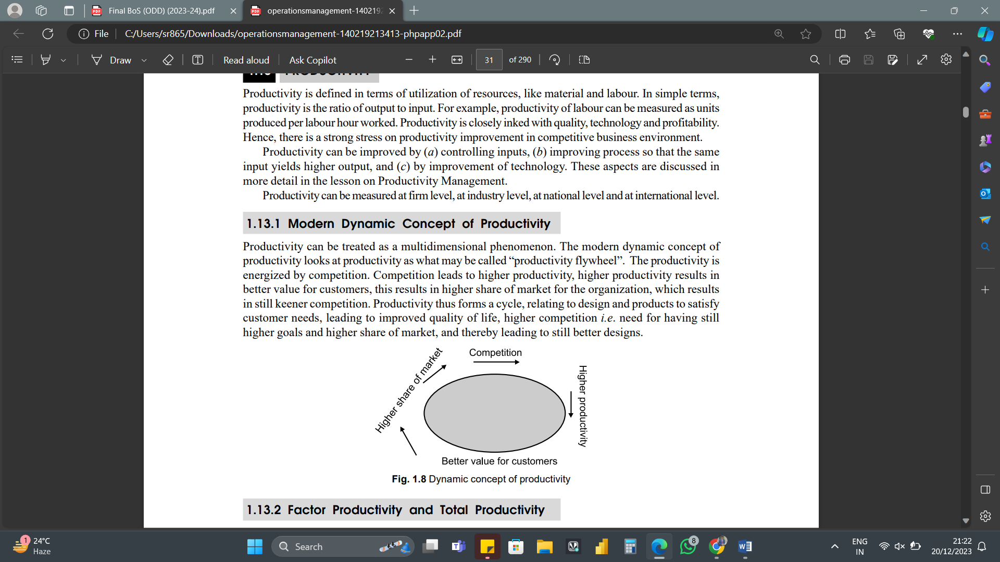 Final BoS (ODD) (2023-24).pdf
operationsmanagement-1402192
File
C:/Users/sr865/Downloads/operationsmanagement-140219213413-phpapp02.pdf
Draw
Read aloud
Ask Copilot
31
of 290
PRODUCTIVITY
Productivity is defined in terms of utilization of resources, like material and labour. In simple terms,
productivity is the ratio of output to input. For example, productivity of labour can be measured as units
produced per labour hour worked. Productivity is closely inked with quality, technology and profitability.
Hence, there is a strong stress on productivity improvement in competitive business environment.
Productivity can be improved by (a) controlling inputs, (b) improving process so that the same
input yields higher output, and (c) by improvement of technology. These aspects are discussed in
more detail in the lesson on Productivity Management.
Productivity can be measured at firm level, at industry level, at national level and at international level.
1.13.1 Modern Dynamic Concept of Productivity
Productivity can be treated as a multidimensional phenomenon. The modern dynamic concept of
productivity looks at productivity as what may be called “productivity flywheel”. The productivity is
energized by competition. Competition leads to higher productivity, higher productivity results in
better value for customers, this results in higher share of market for the organization, which results
in still keener competition. Productivity thus forms a cycle, relating to design and products to satisfy
customer needs, leading to improved quality of life, higher competition i.e. need for having still
higher goals and higher share of market, and thereby leading to still better designs.
Competition
Higher share of market
Higher productivity
Better value for customers
Fig. 1.8 Dynamic concept of productivity
1.13.2 Factor Productivity and Total Productivity
1
24°C
Haze
Search
8
ENG
IN
21:22
20/12/2023